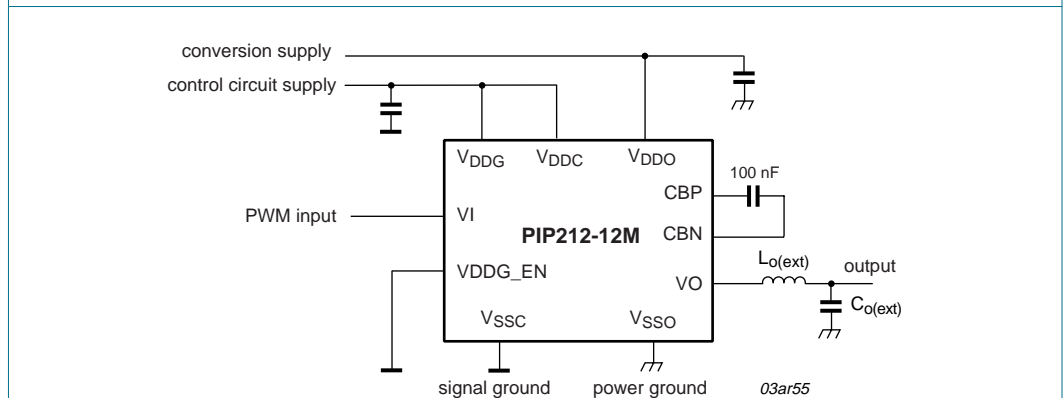 conversion supply
control circuit supply
VDDG VDDC VDDO
100 nF
CBP
PWM input VI
PIP212-12M CBN
Lo(ext) output
VDDG_EN VO
Co(ext)
VSSC VSSO
signal ground power ground 03ar55